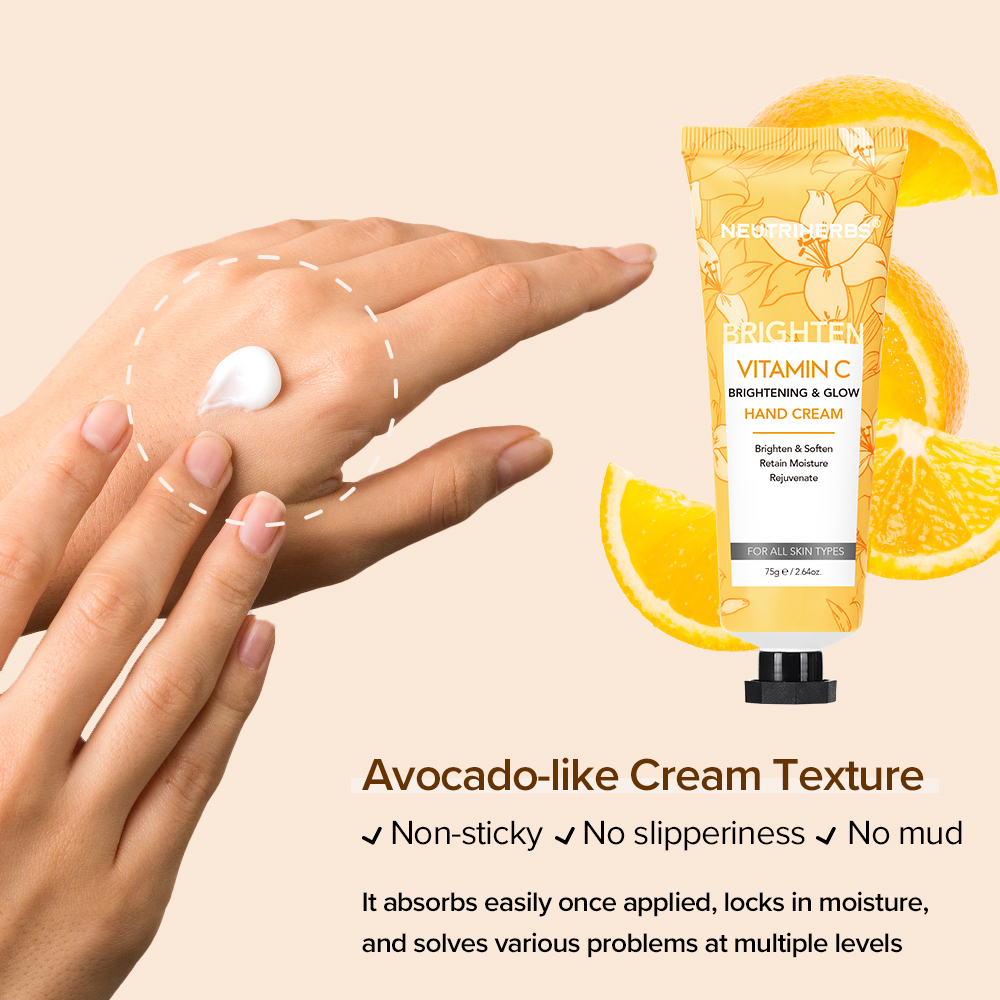 NEUTRIHERBS®
BRIGHTEN
VITAMIN C
BRIGHTENING & GLOW
HAND CREAM
Brighten & Soften
Retain Moisture
Rejuvenate
FOR ALL SKIN TYPES
75g ℮ / 2.64oz.
Avocado-like Cream Texture
✓ Non-sticky ✓ No slipperiness ✓ No mud
It absorbs easily once applied, locks in moisture,
and solves various problems at multiple levels